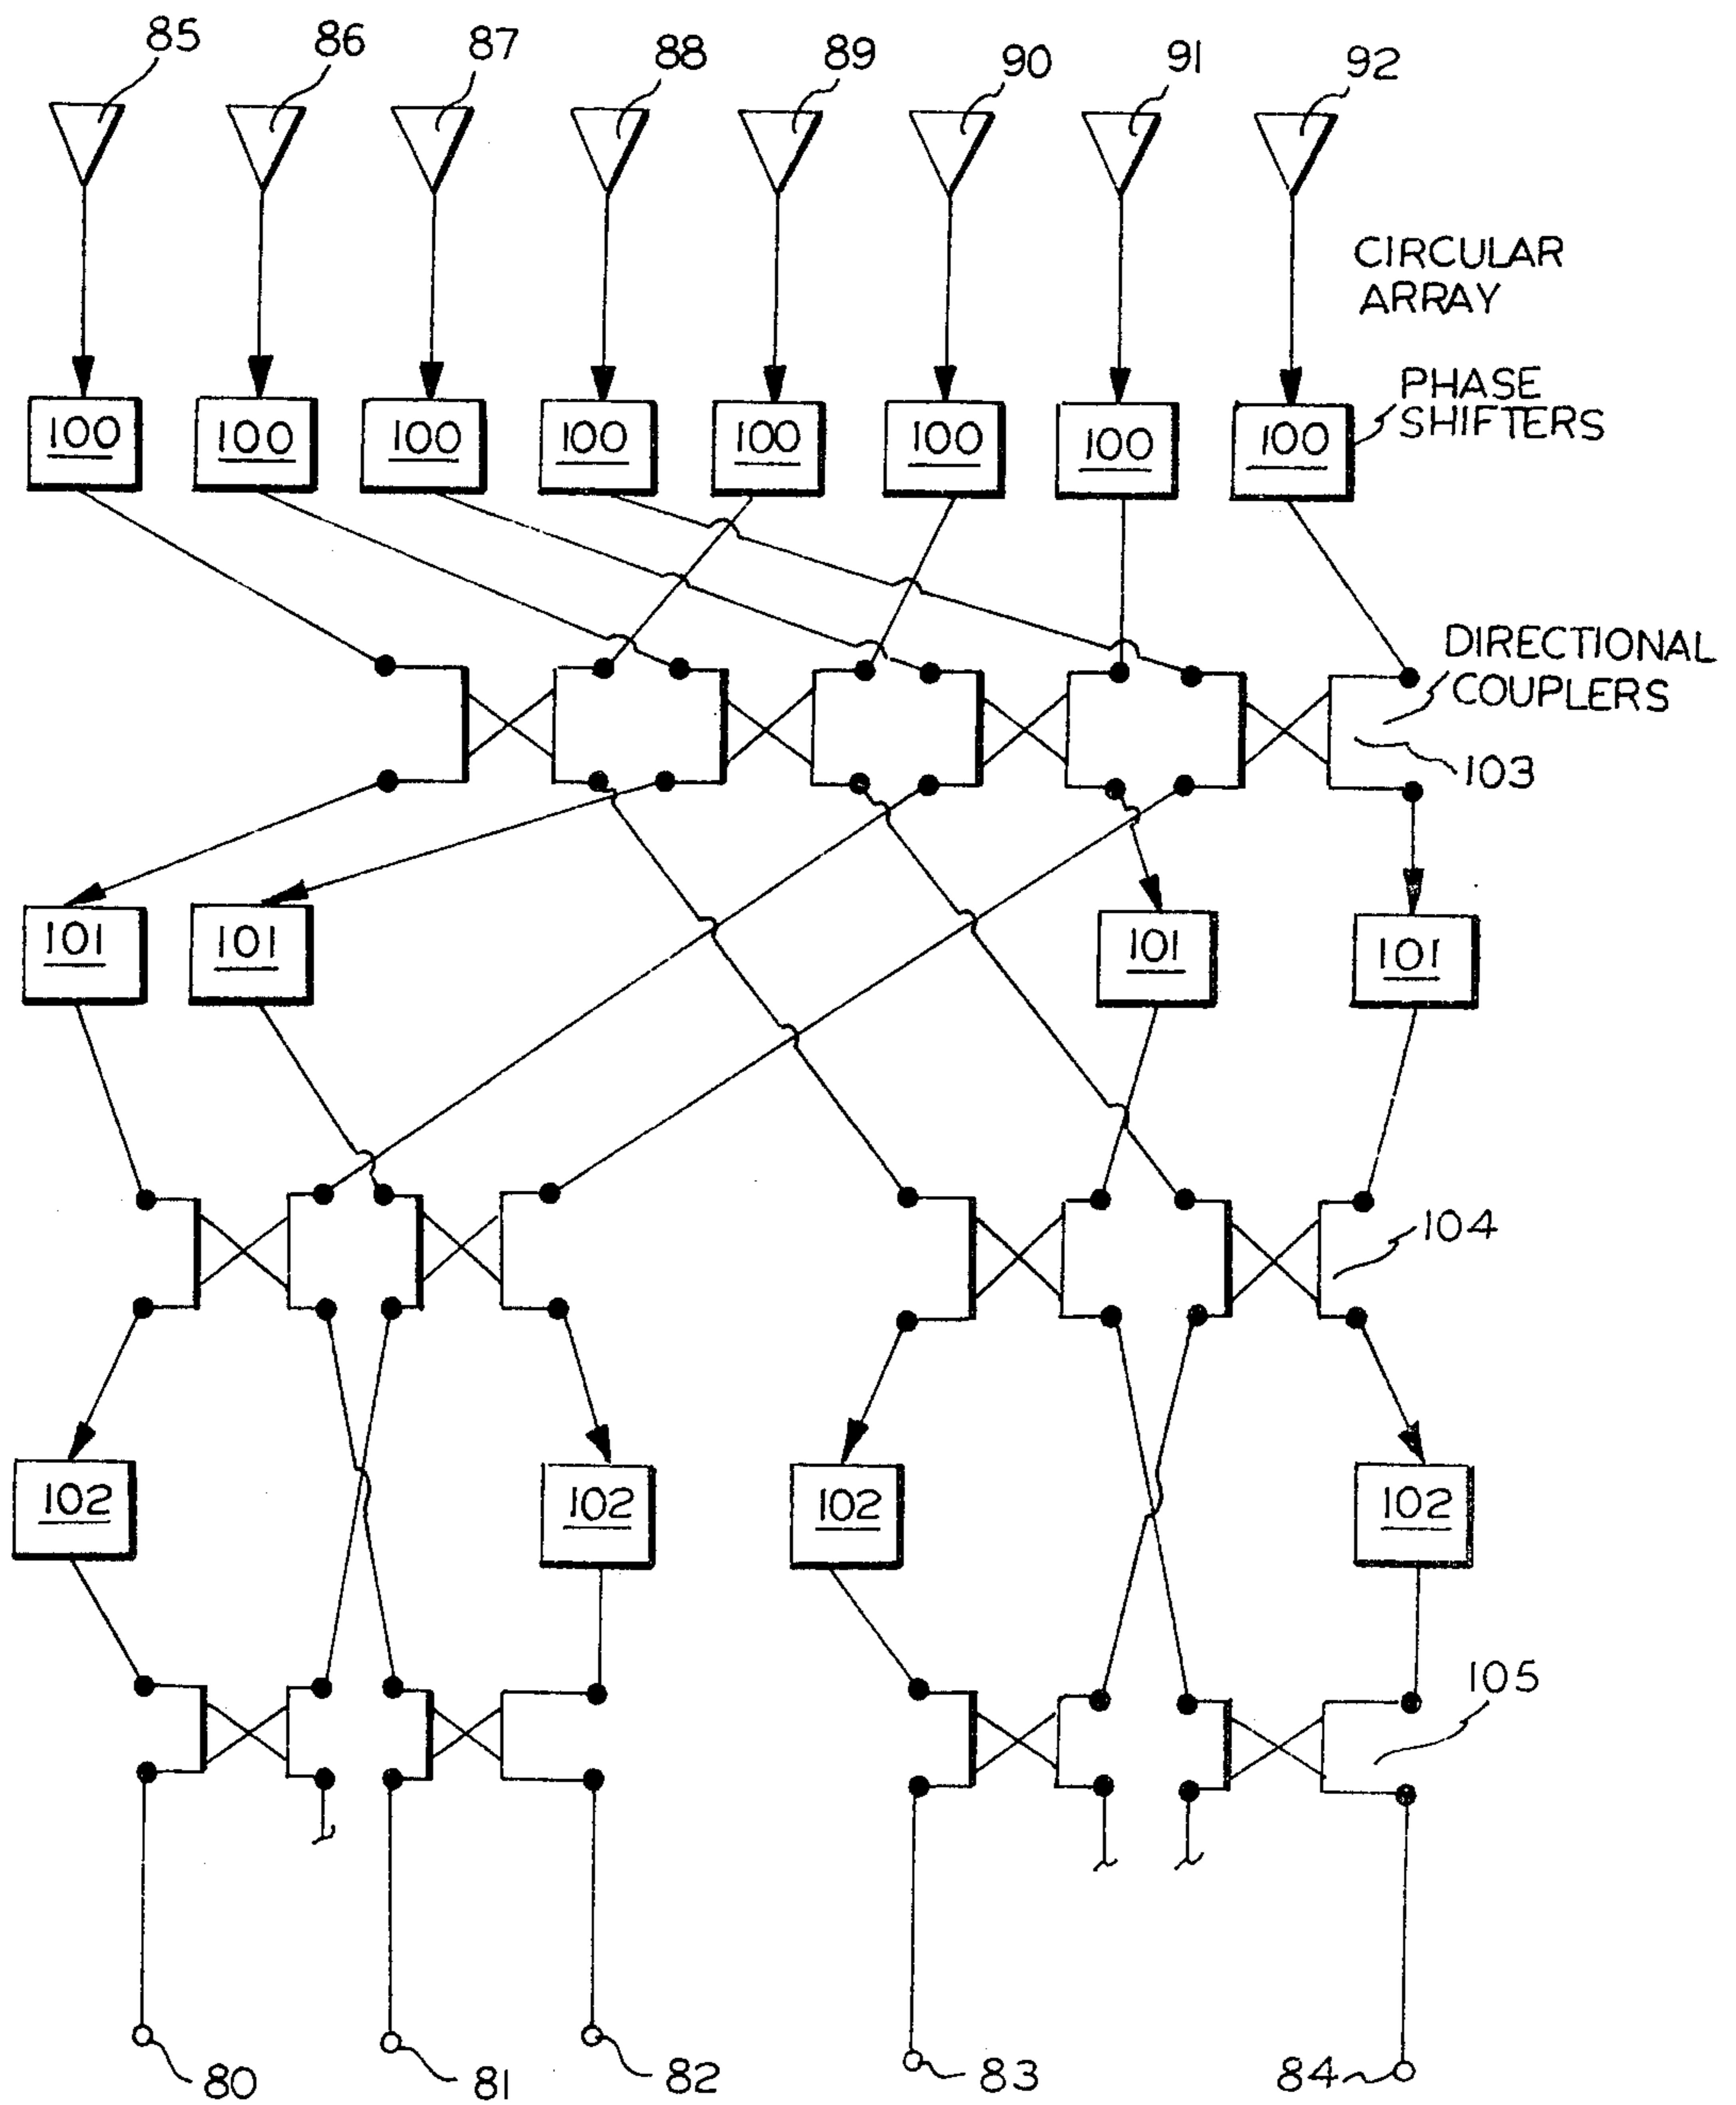 85 86 87 88 89 90 91 92
CIRCULAR
ARRAY
PHASE
SHIFTERS
100 100 100 100 100 100 100 100
DIRECTIONAL
COUPLERS
103
101 101 101 101
104
102 102 102 102
105
80 81 82 83 84